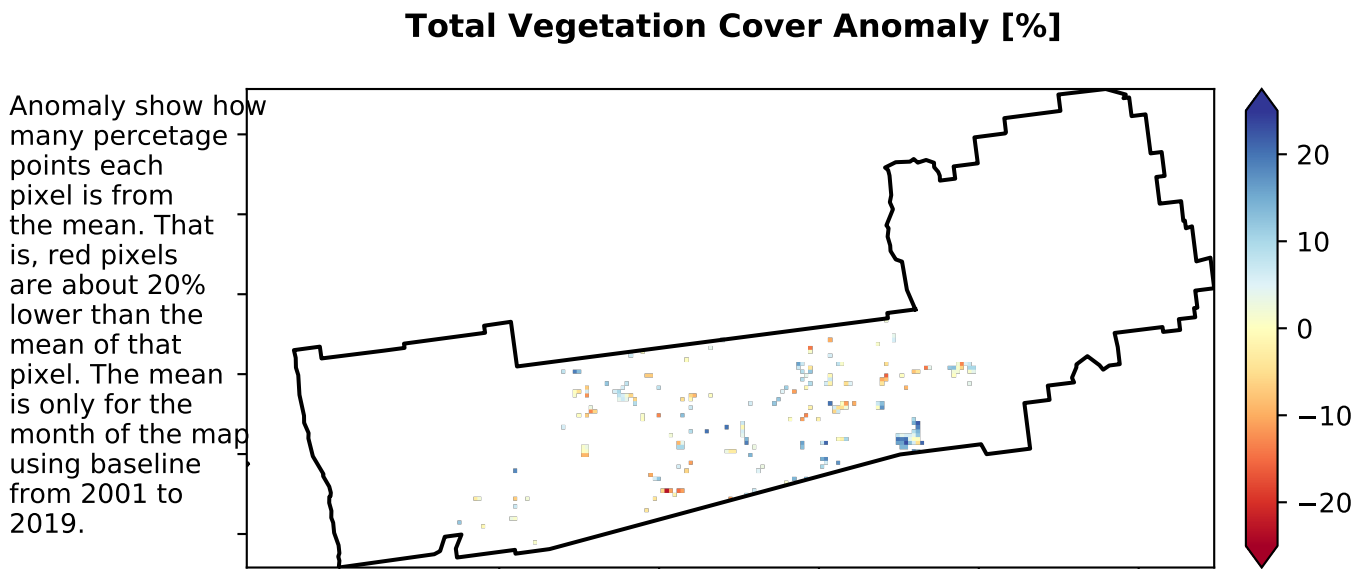 Total Vegetation Cover Anomaly [%]
Anomaly show how
many percetage
points each
pixel is from
the mean. That
is, red pixels
are about 20%
lower than the
mean of that
pixel. The mean
is only for the
month of the map
using baseline
from 2001 to
2019.
20
10
0
−10
−20